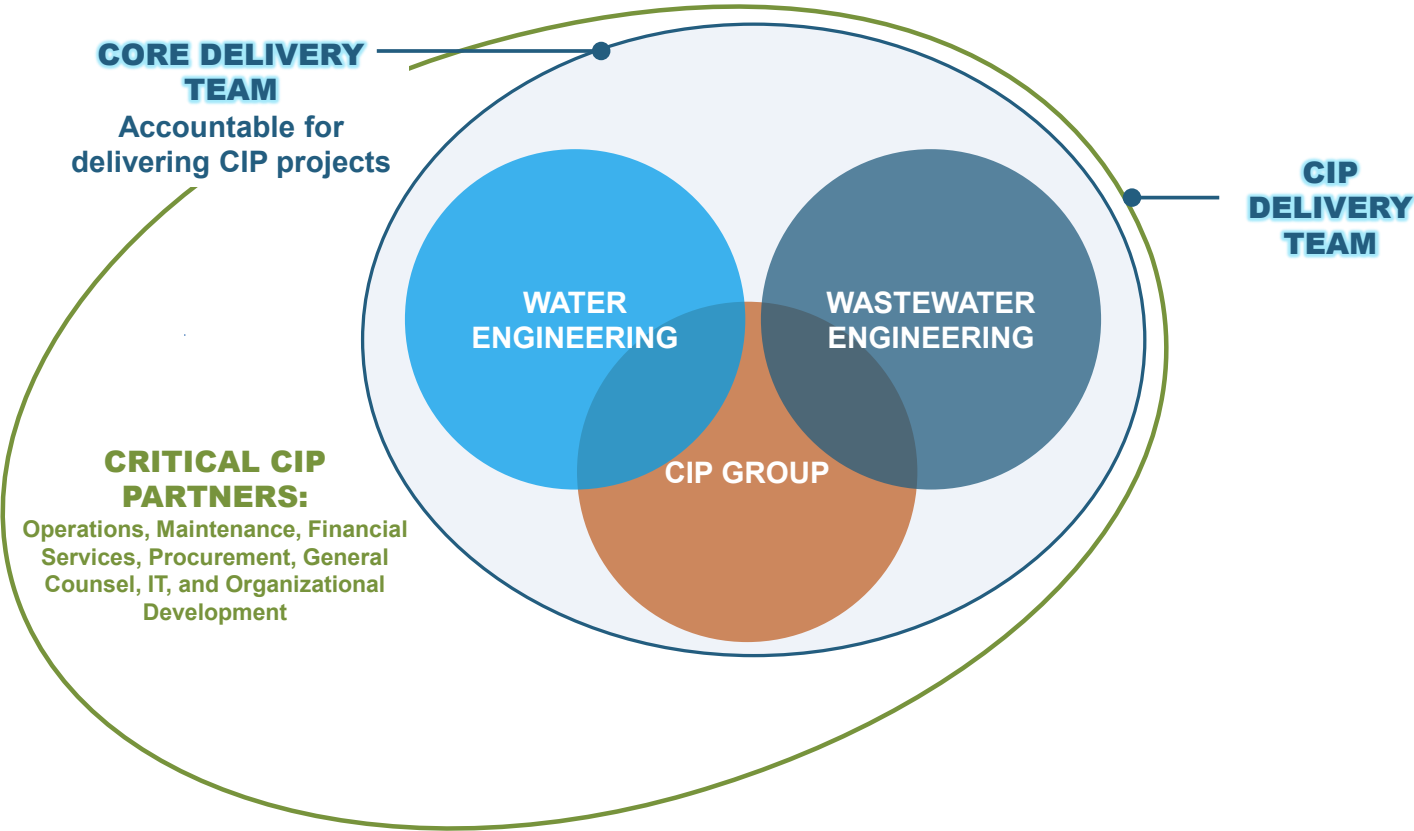 CORE DELIVERY
TEAM
Accountable for
delivering CIP projects
CIP
DELIVERY
TEAM
WATER
ENGINEERING
WASTEWATER
ENGINEERING
CIP GROUP
CRITICAL CIP
PARTNERS:
Operations, Maintenance, Financial
Services, Procurement, General
Counsel, IT, and Organizational
Development